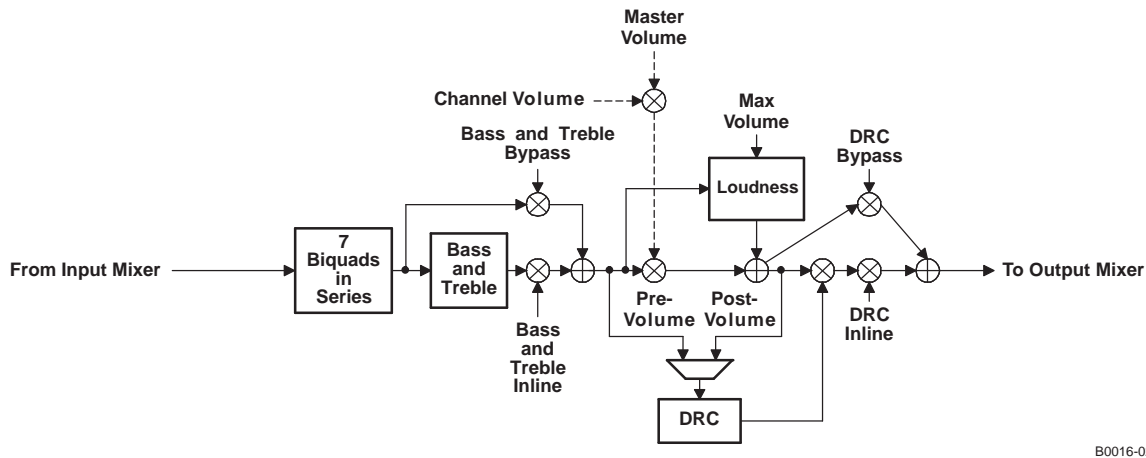 Master
Volume
Channel Volume
Max
Volume
Bass and Treble
Bypass
DRC
Bypass
Loudness
7
Biquads
in
Series
Bass
and
Treble
From Input Mixer
To Output Mixer
Pre-
Volume
Post-
Volume
DRC
Inline
Bass
and
Treble
Inline
DRC
B0016-0